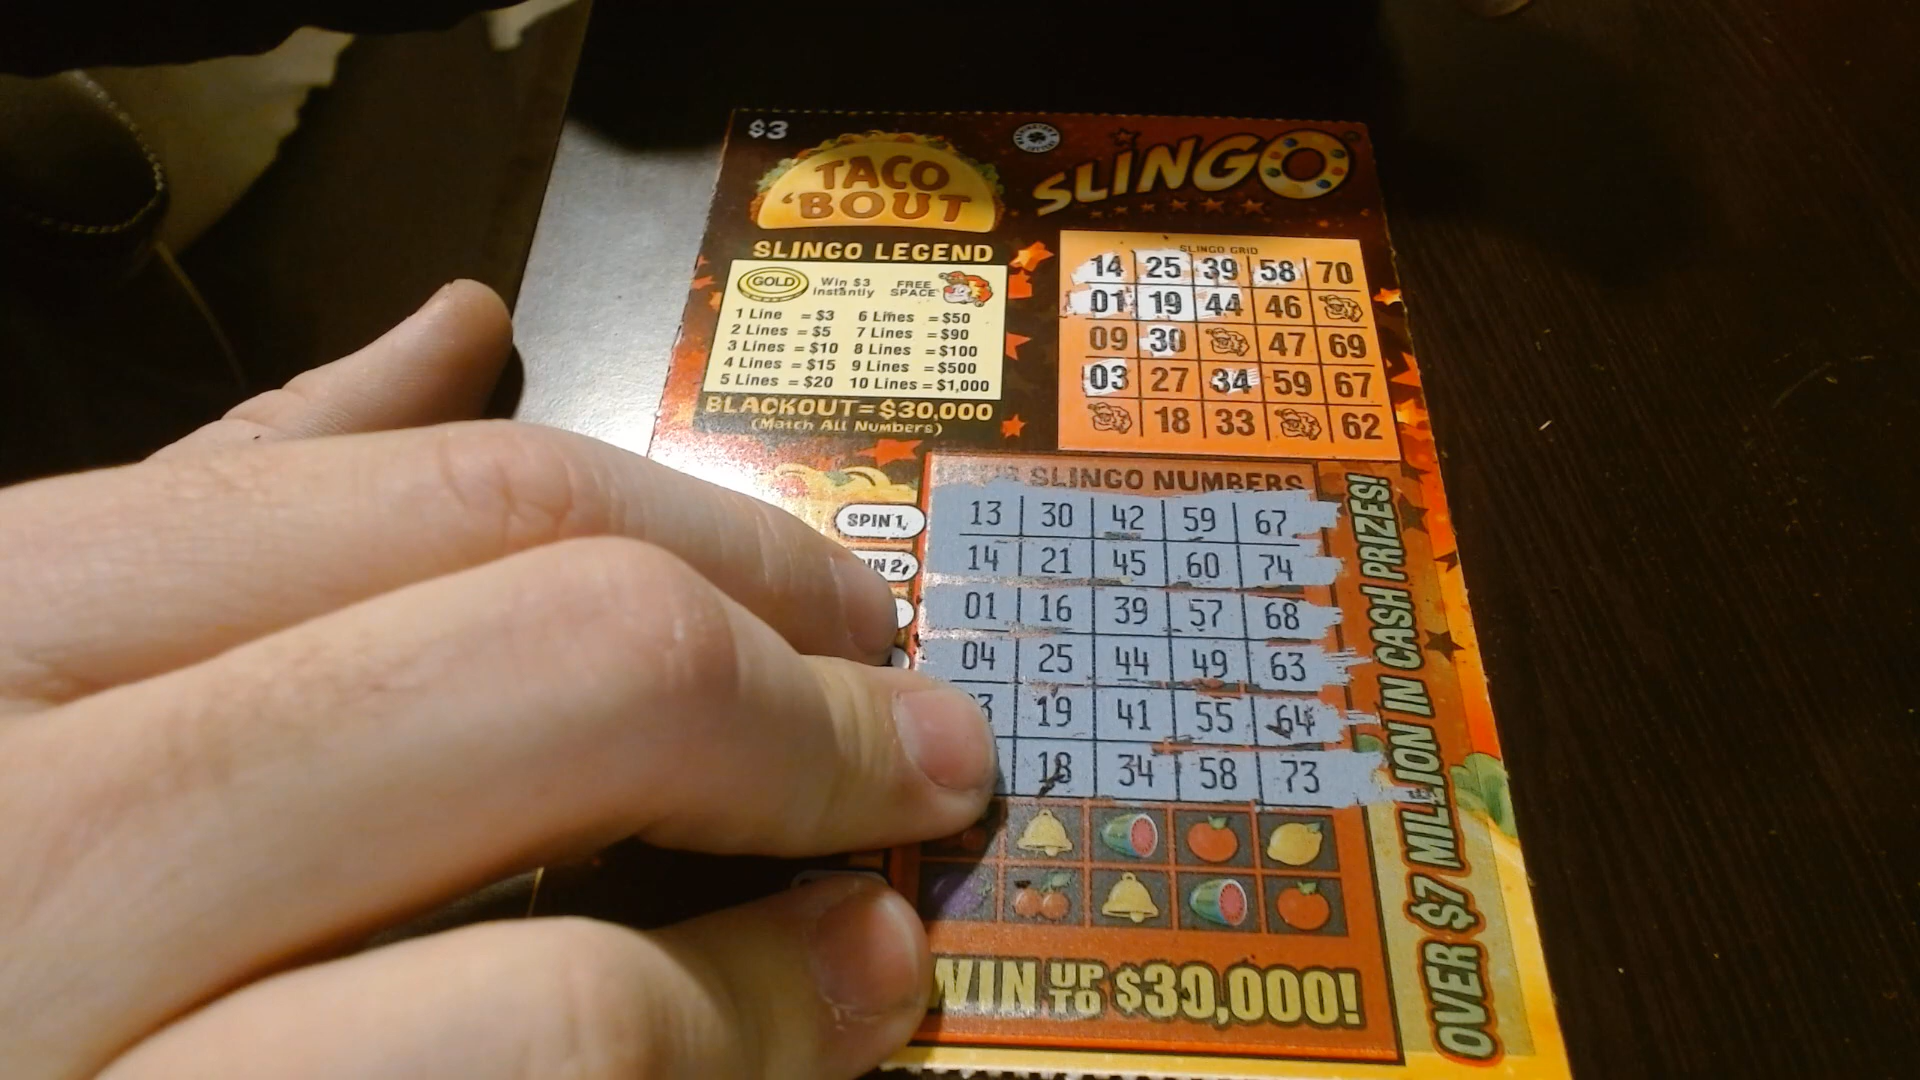 $3
TACO
'BOUT
SLINGO
SLINGO LEGEND
GOLD Win $3 Instantly FREE SPACE
1 Line = $3 6 Lines = $50
2 Lines = $5 7 Lines = $90
3 Lines = $10 8 Lines = $100
4 Lines = $15 9 Lines = $500
5 Lines = $20 10 Lines = $1,000
BLACKOUT = $30,000
(Match All Numbers)
SLINGO GRID
14 25 39 58 70
01 19 44 46
09 30 47 69
03 27 34 59 67
18 33 62
SLINGO NUMBERS
SPIN 1 13 30 42 59 67
IN 2 14 21 45 60 74
01 16 39 57 68
04 25 44 49 63
3 19 41 55 64
18 34 58 73
WIN UP TO $30,000!
OVER $7 MILLION IN CASH PRIZES!